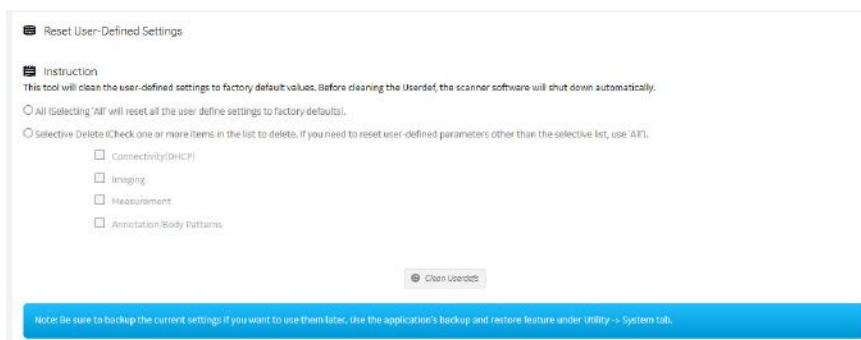 Reset User-Defined Settings
Instruction
This tool will clean the user-defined settings to factory default values. Before cleaning the Userdef, the scanner software will shut down automatically.
All (Selecting 'All' will reset all the user define settings to factory defaults).
Selective Delete (Check one or more items in the list to delete. If you need to reset user-defined parameters other than the selective list, use 'All').
Connectivity(DHCP)
Imaging
Measurement
Annotation/Body Patterns
Clean Userdefs
Note: Be sure to backup the current settings if you want to use them later. Use the application's backup and restore feature under Utility -> System tab.